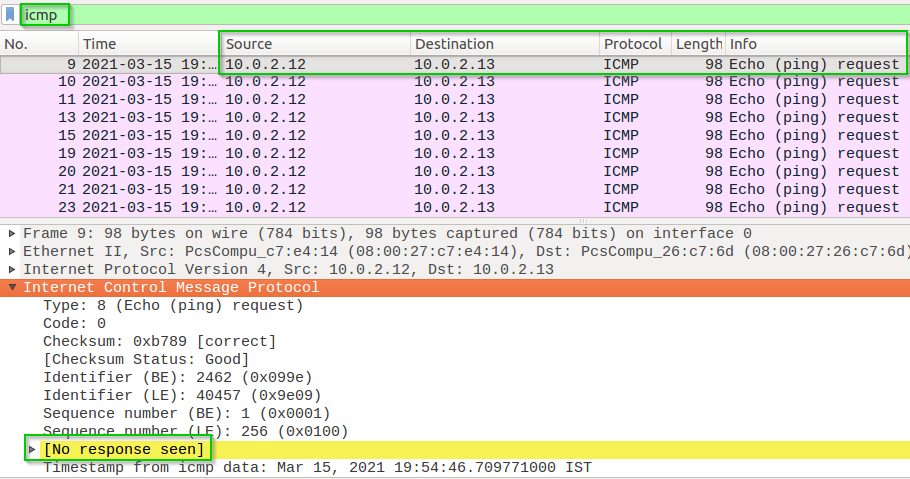 icmp
No. Time Source Destination Protocol Length Info
9 2021-03-15 19:… 10.0.2.12 10.0.2.13 ICMP 98 Echo (ping) request
10 2021-03-15 19:… 10.0.2.12 10.0.2.13 ICMP 98 Echo (ping) request
11 2021-03-15 19:… 10.0.2.12 10.0.2.13 ICMP 98 Echo (ping) request
13 2021-03-15 19:… 10.0.2.12 10.0.2.13 ICMP 98 Echo (ping) request
15 2021-03-15 19:… 10.0.2.12 10.0.2.13 ICMP 98 Echo (ping) request
19 2021-03-15 19:… 10.0.2.12 10.0.2.13 ICMP 98 Echo (ping) request
20 2021-03-15 19:… 10.0.2.12 10.0.2.13 ICMP 98 Echo (ping) request
21 2021-03-15 19:… 10.0.2.12 10.0.2.13 ICMP 98 Echo (ping) request
23 2021-03-15 19:… 10.0.2.12 10.0.2.13 ICMP 98 Echo (ping) request
Frame 9: 98 bytes on wire (784 bits), 98 bytes captured (784 bits) on interface 0
Ethernet II, Src: PcsCompu_c7:e4:14 (08:00:27:c7:e4:14), Dst: PcsCompu_26:c7:6d (08:00:27:26:c7:6d)
Internet Protocol Version 4, Src: 10.0.2.12, Dst: 10.0.2.13
Internet Control Message Protocol
Type: 8 (Echo (ping) request)
Code: 0
Checksum: 0xb789 [correct]
[Checksum Status: Good]
Identifier (BE): 2462 (0x099e)
Identifier (LE): 40457 (0x9e09)
Sequence number (BE): 1 (0x0001)
Sequence number (LE): 256 (0x0100)
[No response seen]
Timestamp from icmp data: Mar 15, 2021 19:54:46.709771000 IST